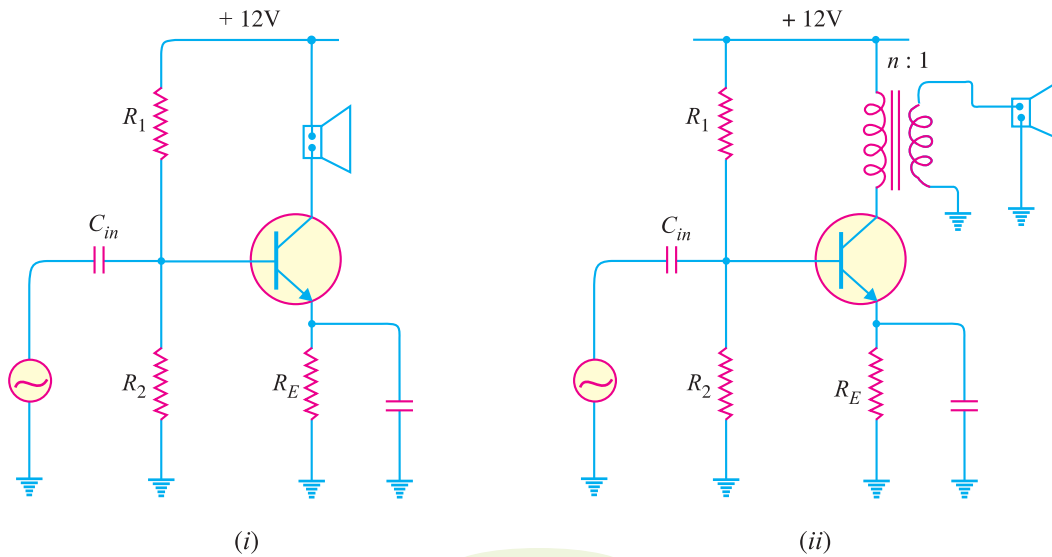 + 12V
R1
Cin
R2
RE
(i)
+ 12V
n : 1
R1
Cin
R2
RE
(ii)